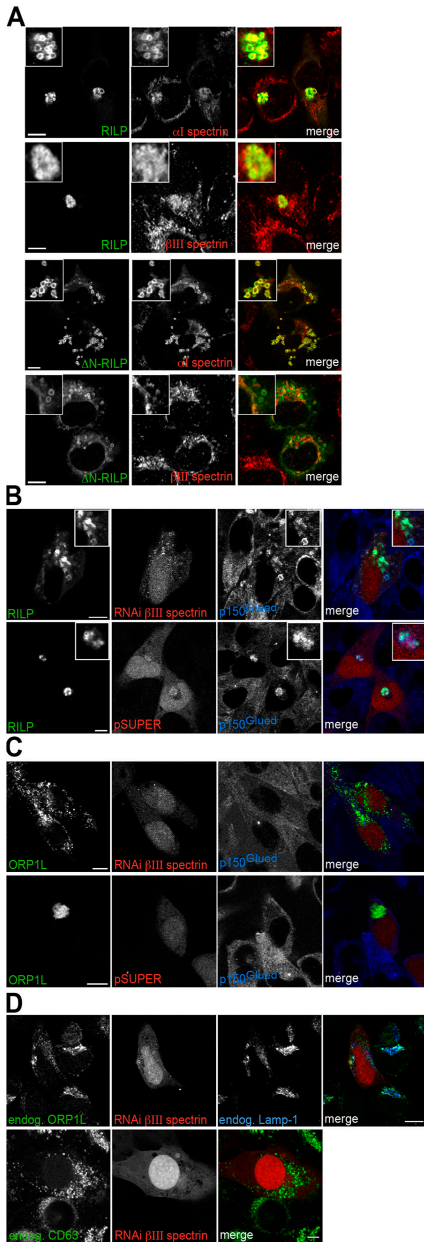 A
RILP αI spectrin merge
RILP βIII spectrin merge
ΔN-RILP αI spectrin merge
ΔN-RILP βIII spectrin merge
B
RILP RNAi βIII spectrin p150Glued merge
RILP pSUPER p150Glued merge
C
ORP1L RNAi βIII spectrin p150Glued merge
ORP1L pSUPER p150Glued merge
D
endog. ORP1L RNAi βIII spectrin endog. Lamp-1 merge
endog. CD63 RNAi βIII spectrin merge